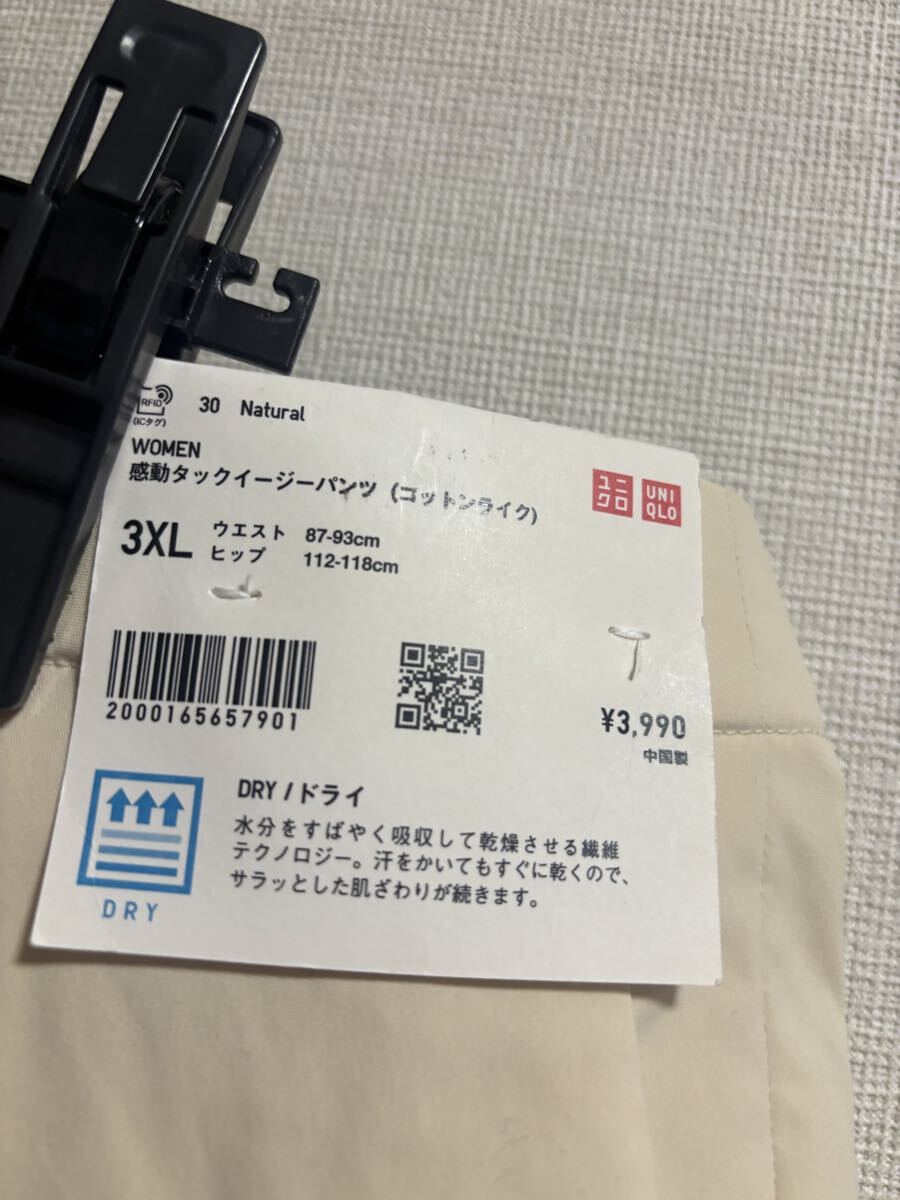 RFID
(ICタグ)
30 Natural
WOMEN
感動タックイージーパンツ (コットンライク)
3XL
ウエスト 87-93cm
ヒップ 112-118cm
ユニクロ
UNIQLO
2000165657901
¥3,990
中国製
DRY
DRY / ドライ
水分をすばやく吸収して乾燥させる繊維
テクノロジー。汗をかいてもすぐに乾くので、
サラッとした肌ざわりが続きます。